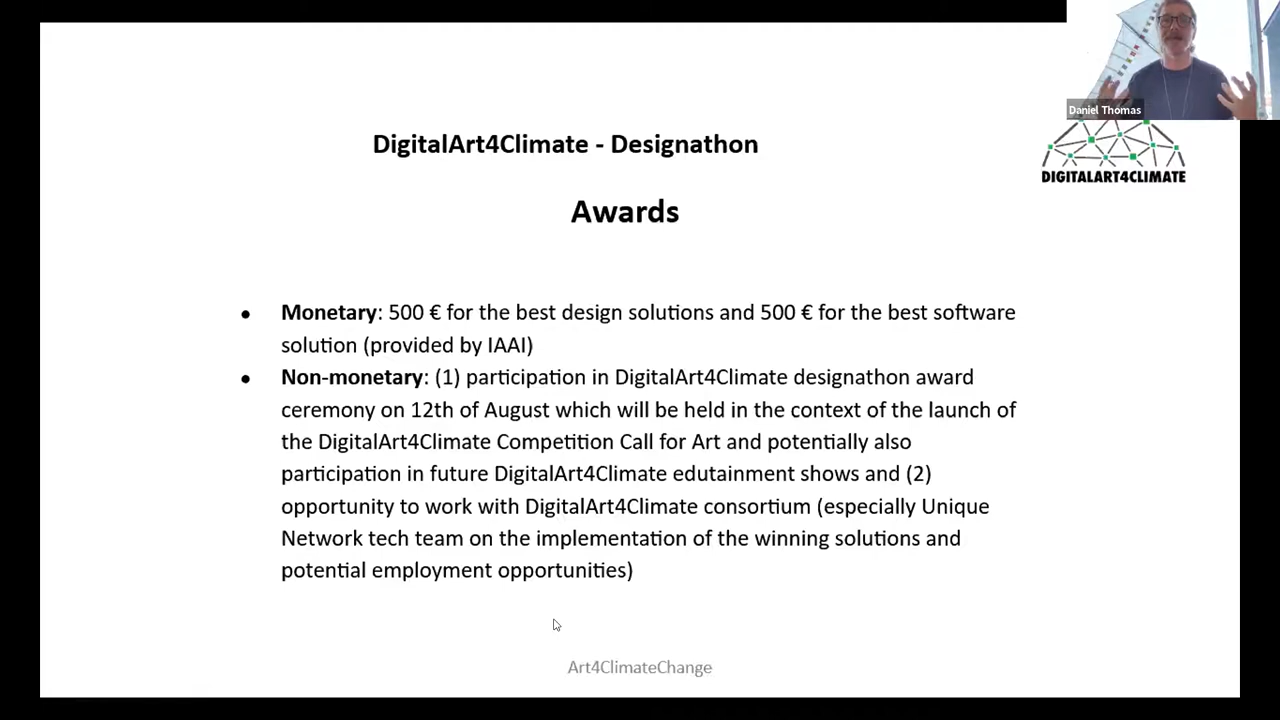 Daniel Thomas
DigitalArt4Climate - Designathon
DIGITALART4CLIMATE
Awards
• Monetary: 500 € for the best design solutions and 500 € for the best software
solution (provided by IAAI)
• Non-monetary: (1) participation in DigitalArt4Climate designathon award
ceremony on 12th of August which will be held in the context of the launch of
the DigitalArt4Climate Competition Call for Art and potentially also
participation in future DigitalArt4Climate edutainment shows and (2)
opportunity to work with DigitalArt4Climate consortium (especially Unique
Network tech team on the implementation of the winning solutions and
potential employment opportunities)
Art4ClimateChange